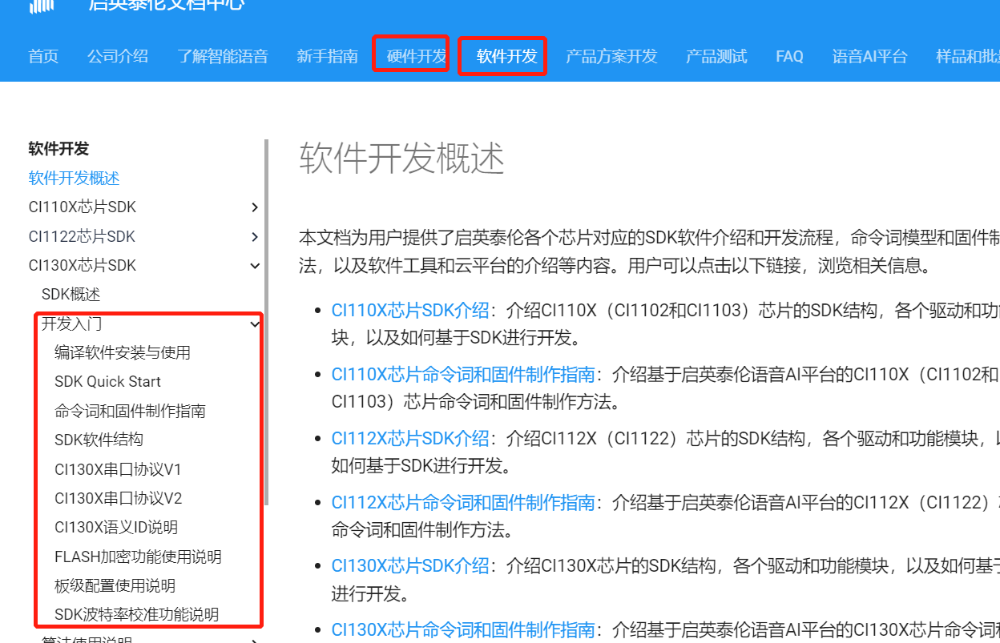 启英泰伦文档中心
首页 公司介绍 了解智能语音 新手指南 硬件开发 软件开发 产品方案开发 产品测试 FAQ 语音AI平台 样品和批
软件开发
软件开发概述
CI110X芯片SDK
CI1122芯片SDK
CI130X芯片SDK
SDK概述
开发入门
编译软件安装与使用
SDK Quick Start
命令词和固件制作指南
SDK软件结构
CI130X串口协议V1
CI130X串口协议V2
CI130X语义ID说明
FLASH加密功能使用说明
板级配置使用说明
SDK波特率校准功能说明
算法使用说明
软件开发概述
本文档为用户提供了启英泰伦各个芯片对应的SDK软件介绍和开发流程，命令词模型和固件制
法，以及软件工具和云平台的介绍等内容。用户可以点击以下链接，浏览相关信息。
CI110X芯片SDK介绍：介绍CI110X（CI1102和CI1103）芯片的SDK结构，各个驱动和功
块，以及如何基于SDK进行开发。
CI110X芯片命令词和固件制作指南：介绍基于启英泰伦语音AI平台的CI110X（CI1102和
CI1103）芯片命令词和固件制作方法。
CI112X芯片SDK介绍：介绍CI112X（CI1122）芯片的SDK结构，各个驱动和功能模块，
如何基于SDK进行开发。
CI112X芯片命令词和固件制作指南：介绍基于启英泰伦语音AI平台的CI112X（CI1122）
命令词和固件制作方法。
CI130X芯片SDK介绍：介绍CI130X芯片的SDK结构，各个驱动和功能模块，以及如何基于
进行开发。
CI130X芯片命令词和固件制作指南：介绍基于启英泰伦语音AI平台的CI130X芯片命令词